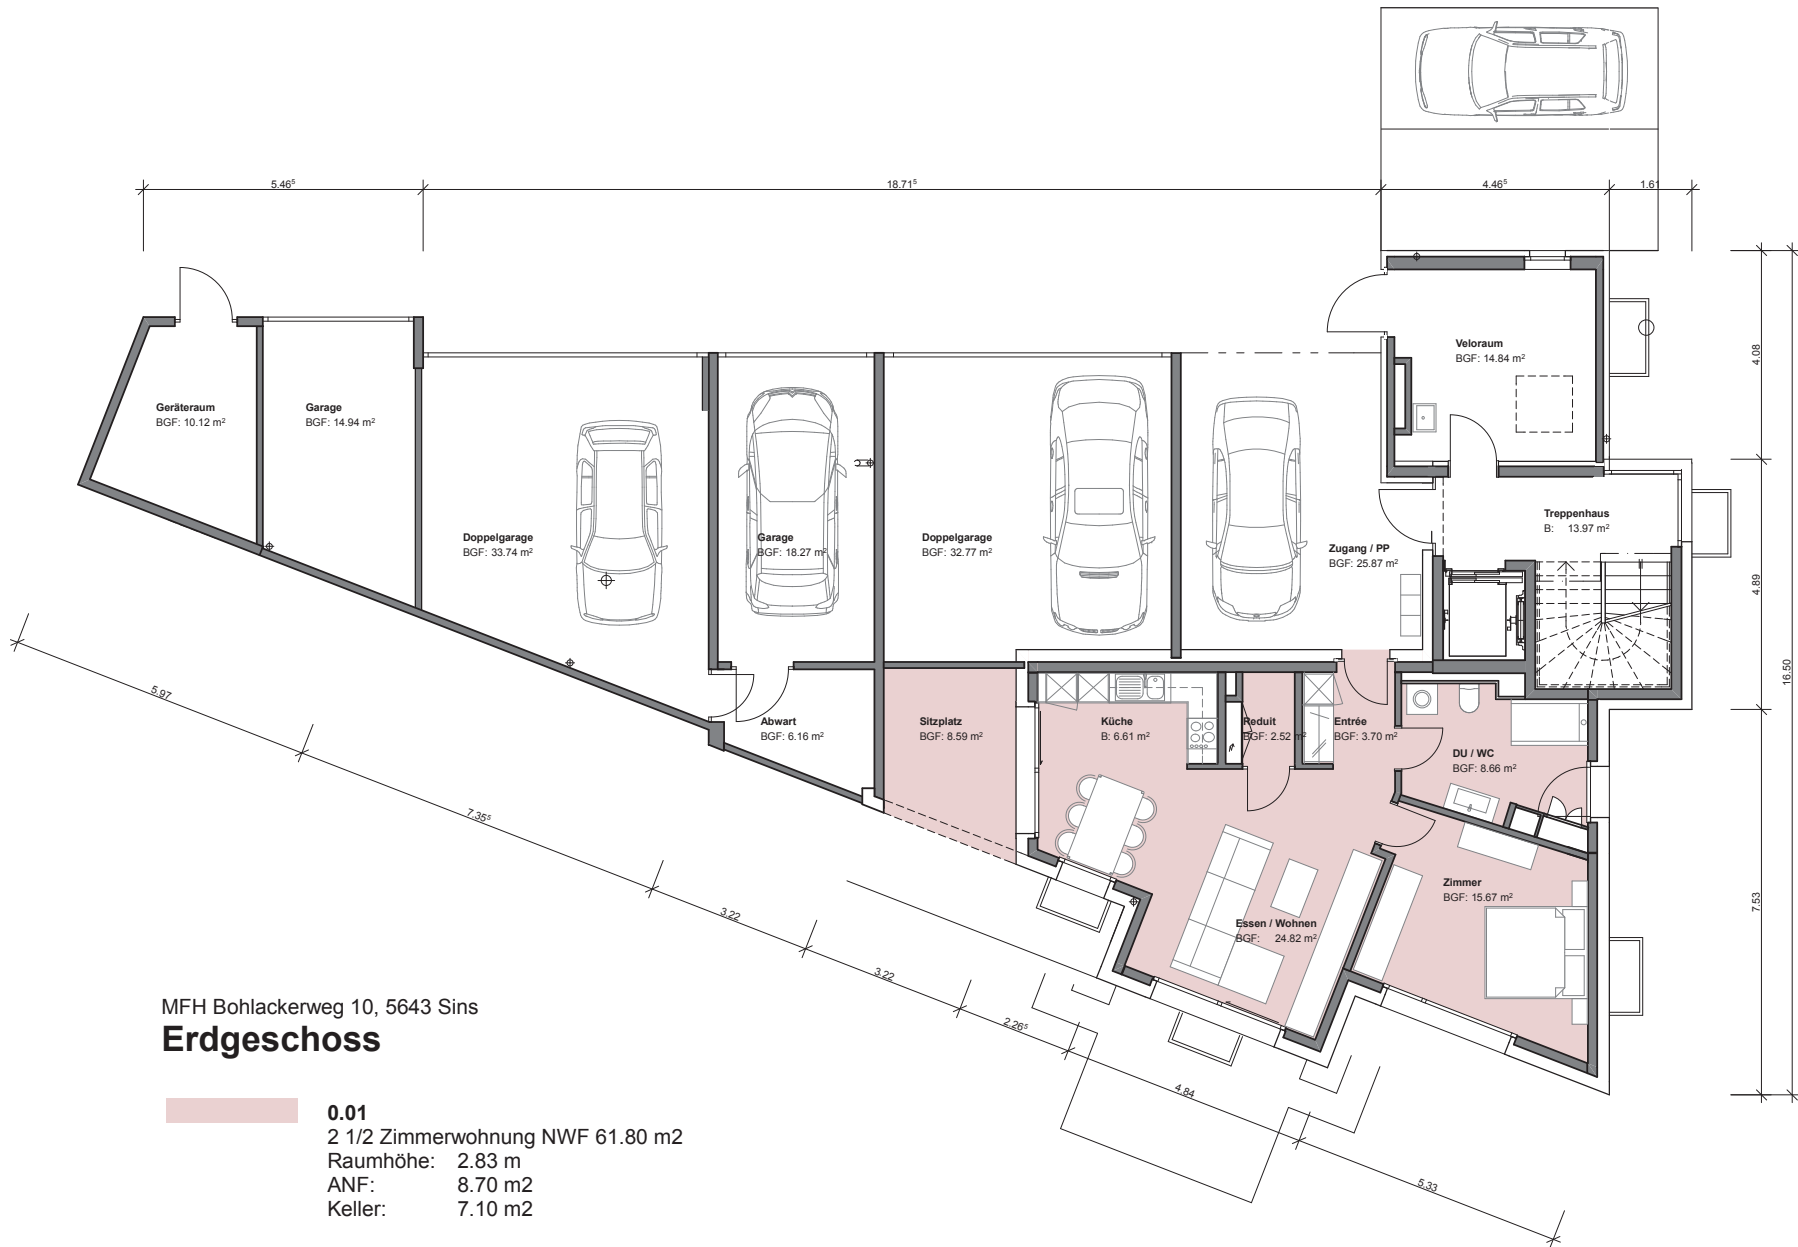 5.46⁵
18.71⁵
4.46⁵
1.61
Veloraum
BGF: 14.84 m²
4.08
Geräteraum
BGF: 10.12 m²
Garage
BGF: 14.94 m²
Doppelgarage
BGF: 33.74 m²
Garage
BGF: 18.27 m²
Doppelgarage
BGF: 32.77 m²
Zugang / PP
BGF: 25.87 m²
Treppenhaus
B: 13.97 m²
4.89
16.50
5.97
7.35⁵
3.22
3.22
2.26⁵
4.84
5.33
Abwart
BGF: 6.16 m²
Sitzplatz
BGF: 8.59 m²
Küche
B: 6.61 m²
Reduit
BGF: 2.52 m²
Entrée
BGF: 3.70 m²
DU / WC
BGF: 8.66 m²
Zimmer
BGF: 15.67 m²
7.53
Essen / Wohnen
BGF: 24.82 m²
MFH Bohlackerweg 10, 5643 Sins
Erdgeschoss
0.01
2 1/2 Zimmerwohnung NWF 61.80 m2
Raumhöhe: 2.83 m
ANF: 8.70 m2
Keller: 7.10 m2